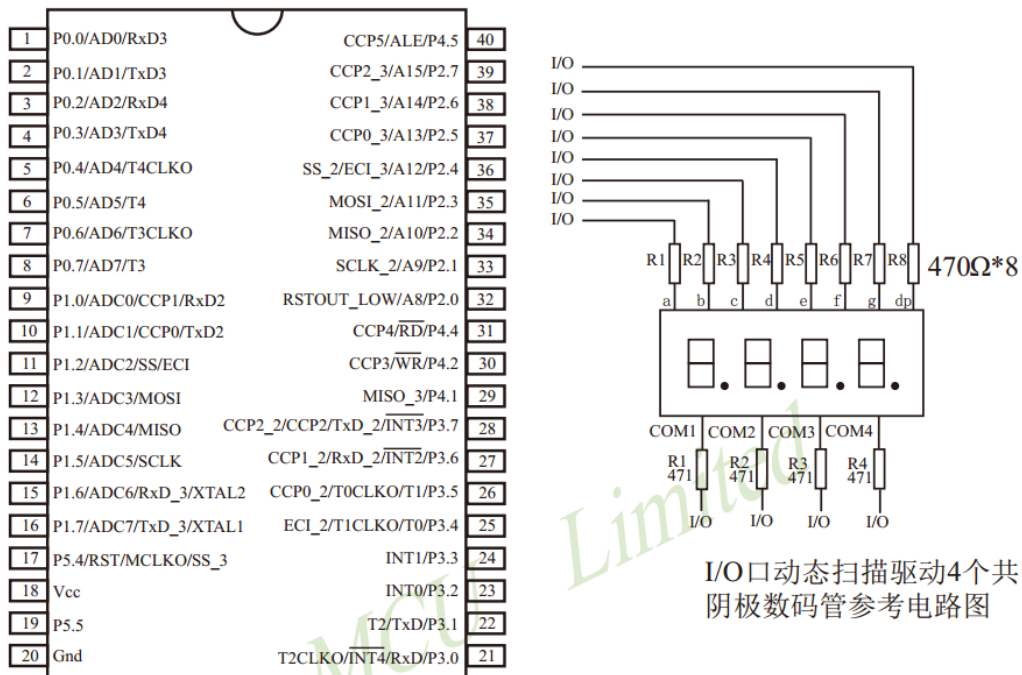 1 P0.0/AD0/RxD3
2 P0.1/AD1/TxD3
3 P0.2/AD2/RxD4
4 P0.3/AD3/TxD4
5 P0.4/AD4/T4CLKO
6 P0.5/AD5/T4
7 P0.6/AD6/T3CLKO
8 P0.7/AD7/T3
9 P1.0/ADC0/CCP1/RxD2
10 P1.1/ADC1/CCP0/TxD2
11 P1.2/ADC2/SS/ECI
12 P1.3/ADC3/MOSI
13 P1.4/ADC4/MISO
14 P1.5/ADC5/SCLK
15 P1.6/ADC6/RxD_3/XTAL2
16 P1.7/ADC7/TxD_3/XTAL1
17 P5.4/RST/MCLKO/SS_3
18 Vcc
19 P5.5
20 Gnd
CCP5/ALE/P4.5 40
CCP2_3/A15/P2.7 39
CCP1_3/A14/P2.6 38
CCP0_3/A13/P2.5 37
SS_2/ECI_3/A12/P2.4 36
MOSI_2/A11/P2.3 35
MISO_2/A10/P2.2 34
SCLK_2/A9/P2.1 33
RSTOUT_LOW/A8/P2.0 32
CCP4/RD/P4.4 31
CCP3/WR/P4.2 30
MISO_3/P4.1 29
CCP2_2/CCP2/TxD_2/INT3/P3.7 28
CCP1_2/RxD_2/INT2/P3.6 27
CCP0_2/T0CLKO/T1/P3.5 26
ECI_2/T1CLKO/T0/P3.4 25
INT1/P3.3 24
INT0/P3.2 23
T2/TxD/P3.1 22
T2CLKO/INT4/RxD/P3.0 21
I/O
I/O
I/O
I/O
I/O
I/O
I/O
I/O
R1 R2 R3 R4 R5 R6 R7 R8 470Ω*8
a b c d e f g dp
COM1 COM2 COM3 COM4
R1 R2 R3 R4
471 471 471 471
I/O I/O I/O I/O
I/O口动态扫描驱动4个共
阴极数码管参考电路图
MCU Limited